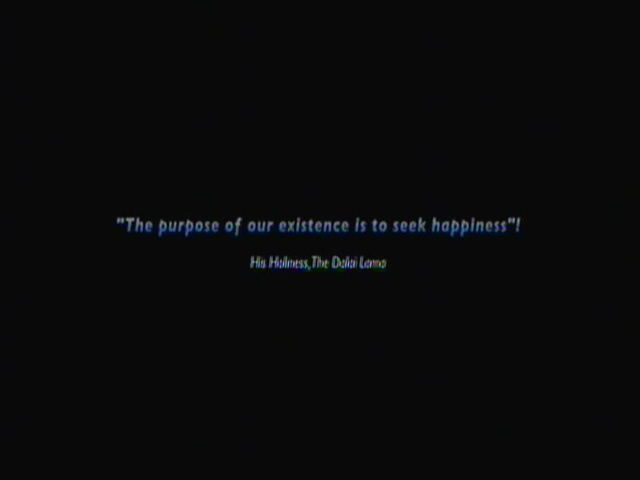 "The purpose of our existence is to seek happiness"!
His Holiness, The Dalai Lama